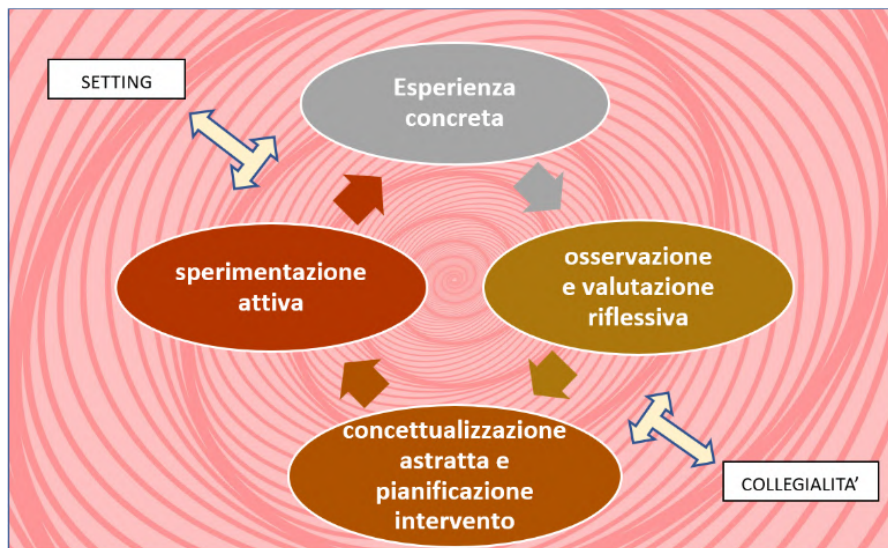 SETTING
Esperienza
concreta
sperimentazione
attiva
osservazione
e valutazione
riflessiva
concettualizzazione
astratta e
pianificazione
intervento
COLLEGIALITA’